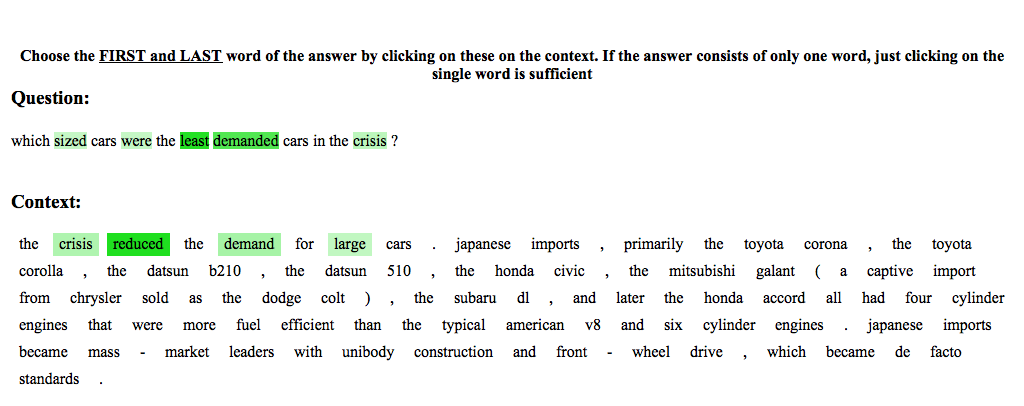 Choose the FIRST and LAST word of the answer by clicking on these on the context. If the answer consists of only one word, just clicking on the
single word is sufficient
Question:
which sized cars were the least demanded cars in the crisis ?
Context:
the crisis reduced the demand for large cars . japanese imports , primarily the toyota corona , the toyota
corolla , the datsun b210 , the datsun 510 , the honda civic , the mitsubishi galant ( a captive import
from chrysler sold as the dodge colt ) , the subaru dl , and later the honda accord all had four cylinder
engines that were more fuel efficient than the typical american v8 and six cylinder engines . japanese imports
became mass - market leaders with unibody construction and front - wheel drive , which became de facto
standards .